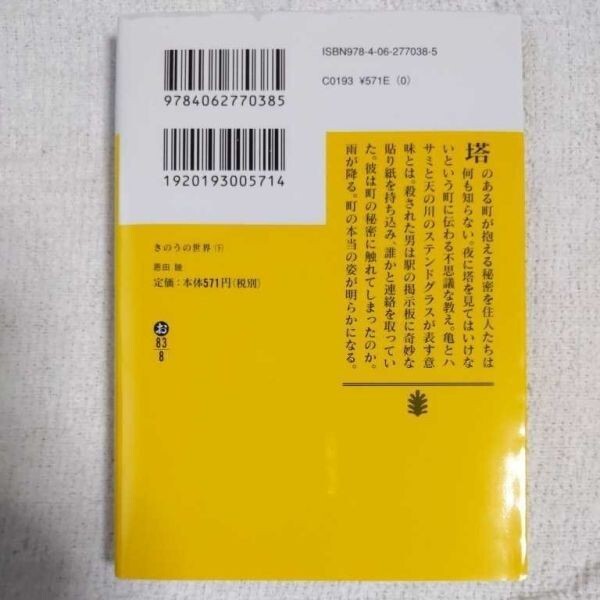 ISBN978-4-06-277038-5
C0193 ¥571E (0)
9784062770385
1920193005714
きのうの世界(下)
恩田 陸
定価:本体571円(税別)
お
83
8
塔のある町が抱える秘密を住人たちは
何も知らない。夜に塔を見てはいけな
いという町に伝わる不思議な教え。亀とハ
サミと天の川のステンドグラスが表す意
味とは。殺された男は駅の掲示板に奇妙な
貼り紙を持ち込み、誰かと連絡を取ってい
た。彼は町の秘密に触れてしまったのか。
雨が降る。町の本当の姿が明らかになる。